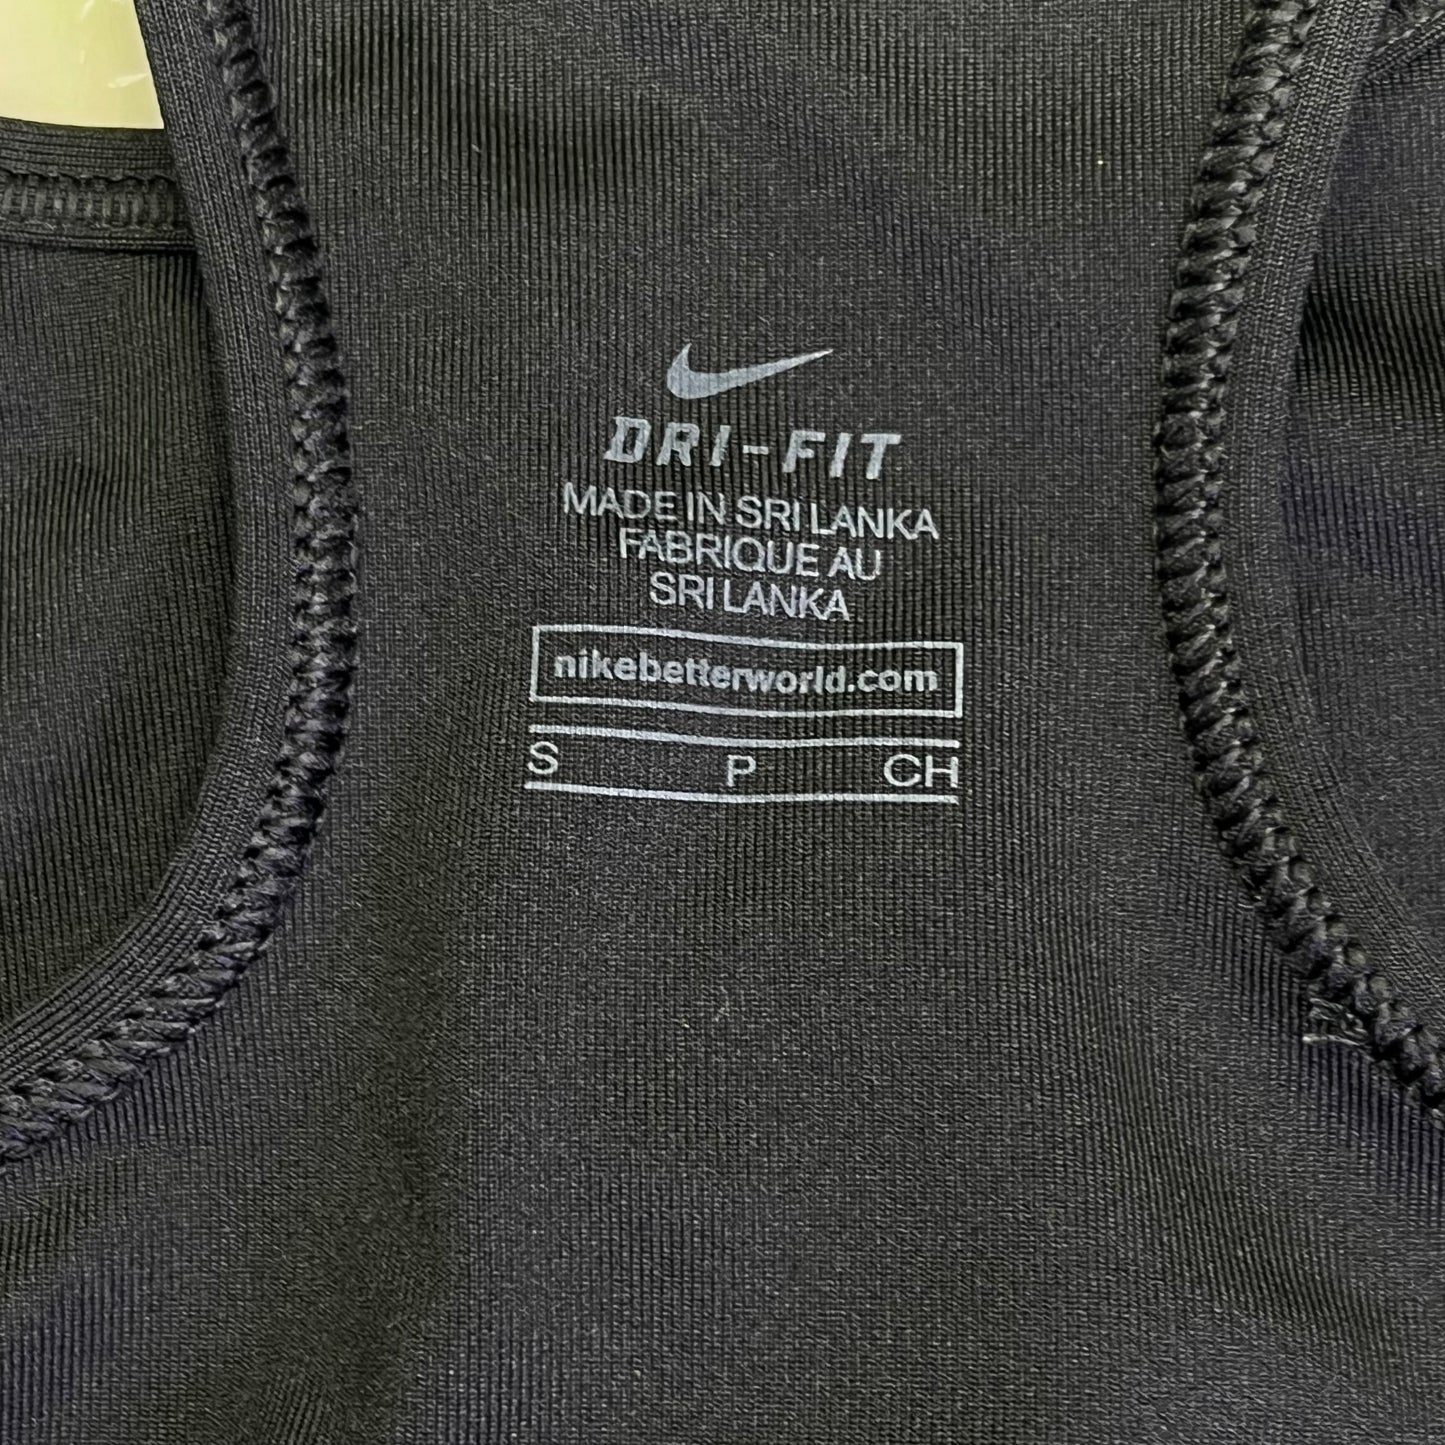 DRI-FIT
MADE IN SRI LANKA
FABRIQUE AU
SRI LANKA
nikebetterworld.com
S P CH